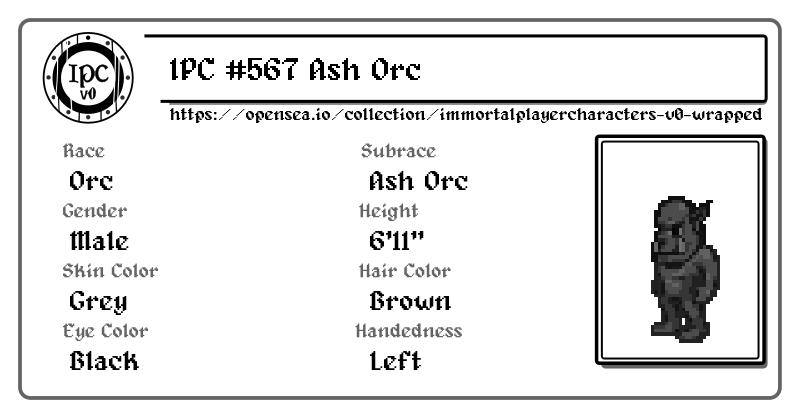 IPC
v0
IPC #567 Ash Orc
https://opensea.io/collection/immortalplayercharacters-v0-wrapped
Race
Orc
Subrace
Ash Orc
Gender
Male
Height
6'11"
Skin Color
Grey
Hair Color
Brown
Eye Color
Black
Handedness
Left